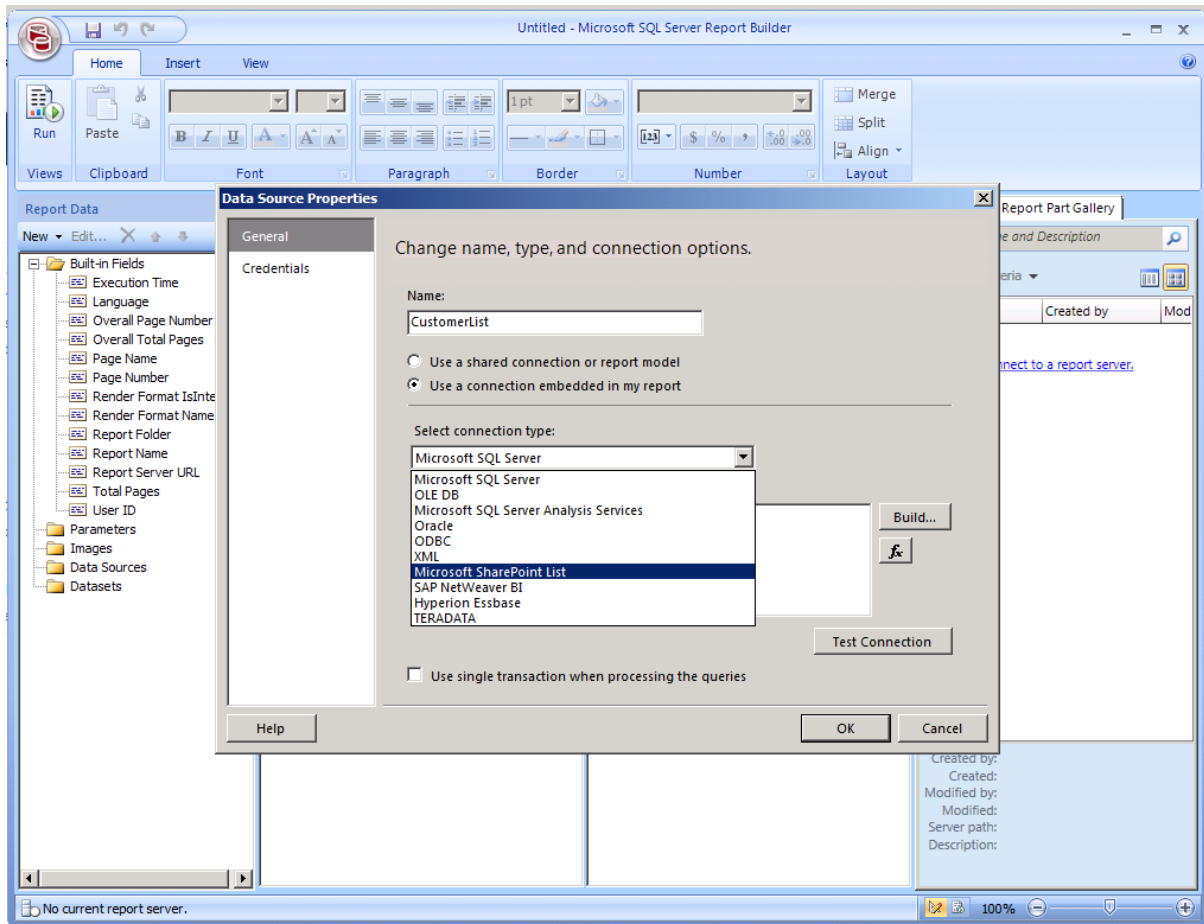 Untitled - Microsoft SQL Server Report Builder
Home Insert View
Run
Paste
1 pt
Merge
Split
Align
B I U A A A
123 $ % , .00 .00
Views Clipboard Font Paragraph Border Number Layout
Report Data
New Edit...
Built-in Fields
Execution Time
Language
Overall Page Number
Overall Total Pages
Page Name
Page Number
Render Format IsInte
Render Format Name
Report Folder
Report Name
Report Server URL
Total Pages
User ID
Parameters
Images
Data Sources
Datasets
Data Source Properties
General
Credentials
Change name, type, and connection options.
Name:
CustomerList
Use a shared connection or report model
Use a connection embedded in my report
Select connection type:
Microsoft SQL Server
Microsoft SQL Server
OLE DB
Microsoft SQL Server Analysis Services
Oracle
ODBC
XML
Microsoft SharePoint List
SAP NetWeaver BI
Hyperion Essbase
TERADATA
Build...
fx
Test Connection
Use single transaction when processing the queries
Help
OK
Cancel
Report Part Gallery
e and Description
eria
Created by Mod
nnect to a report server.
Created by:
Created:
Modified by:
Modified:
Server path:
Description:
No current report server.
100%